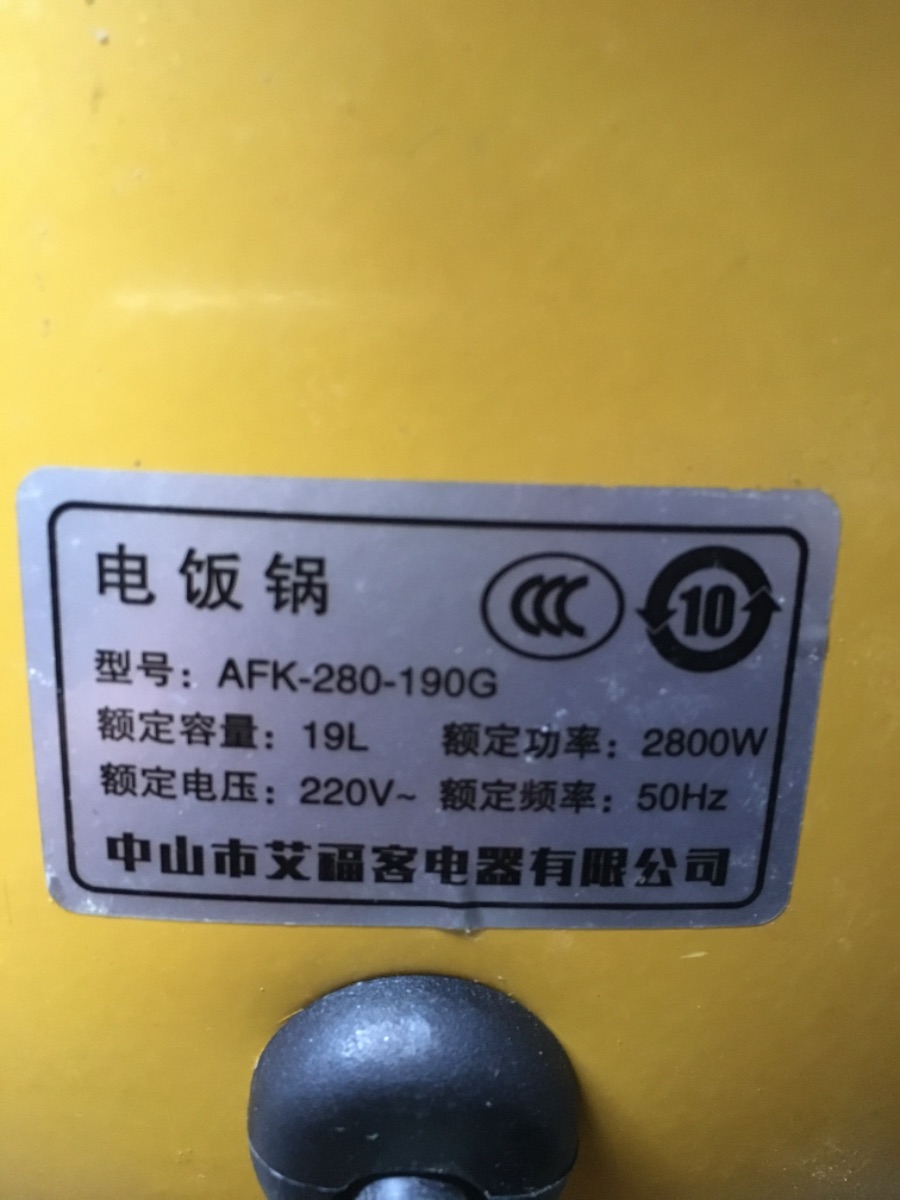 电饭锅
CCC
10
型号：AFK-280-190G
额定容量：19L 额定功率：2800W
额定电压：220V~ 额定频率：50Hz
中山市艾福客电器有限公司